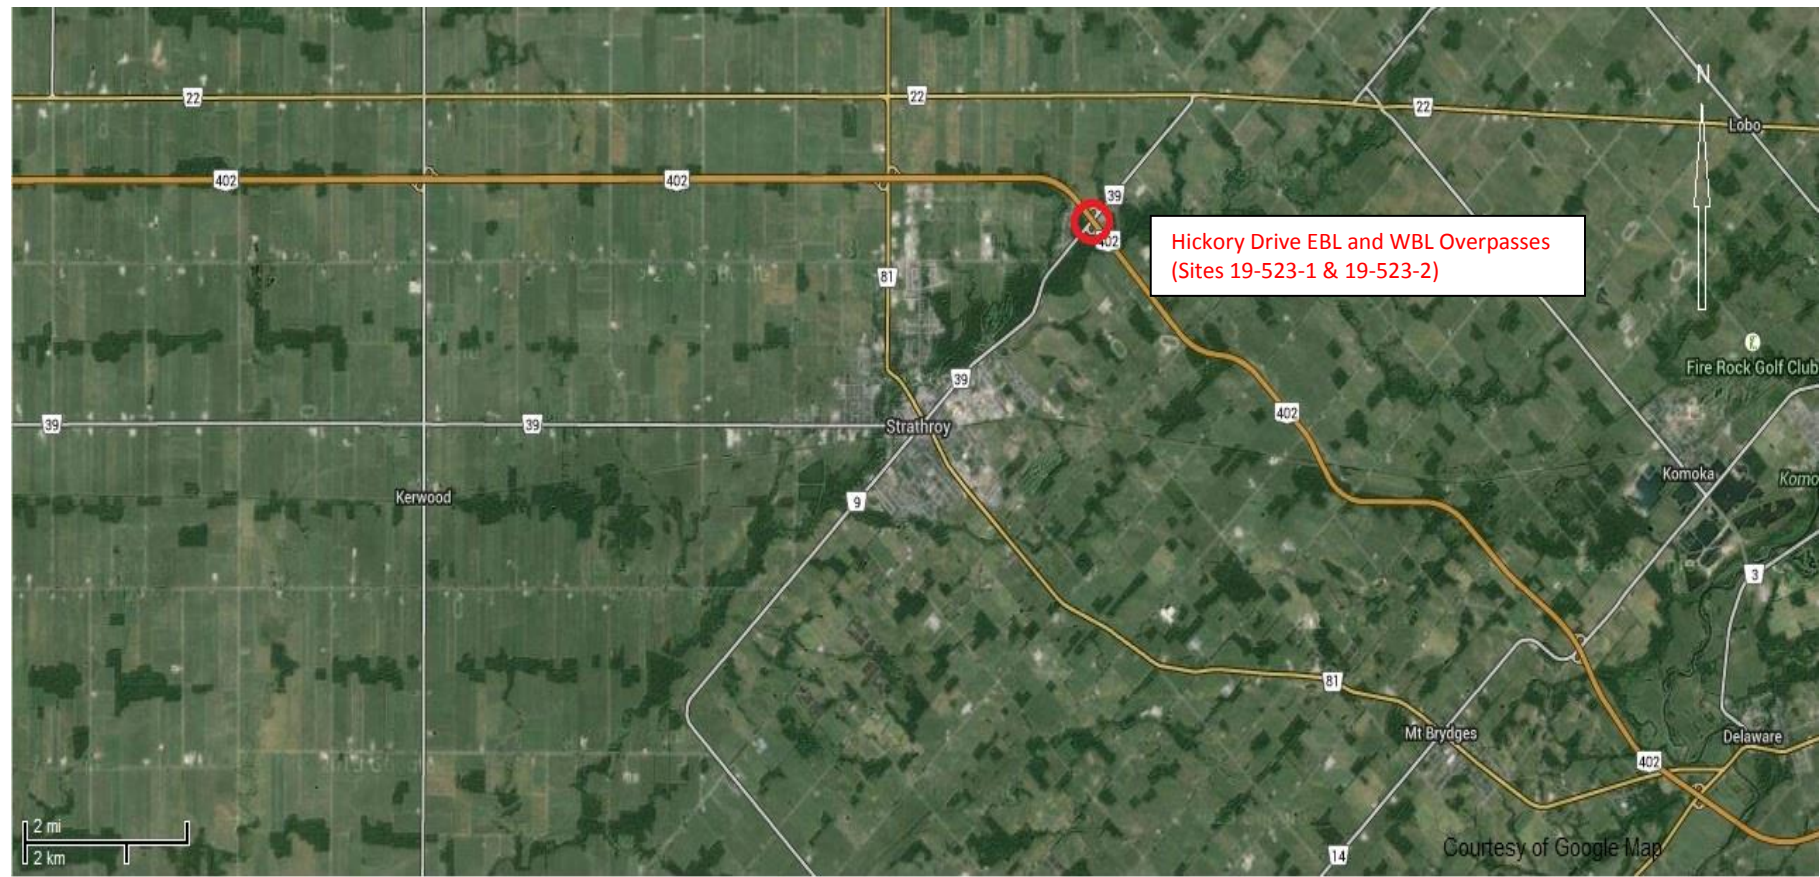 22
22
22
N
Lobo
402
402
39
402
Hickory Drive EBL and WBL Overpasses
(Sites 19-523-1 & 19-523-2)
81
Fire Rock Golf Club
39
402
39
39
Strathroy
Komoka
Komo
Kerwood
9
3
81
Mt Brydges
Delaware
402
2 mi
2 km
14
Courtesy of Google Map